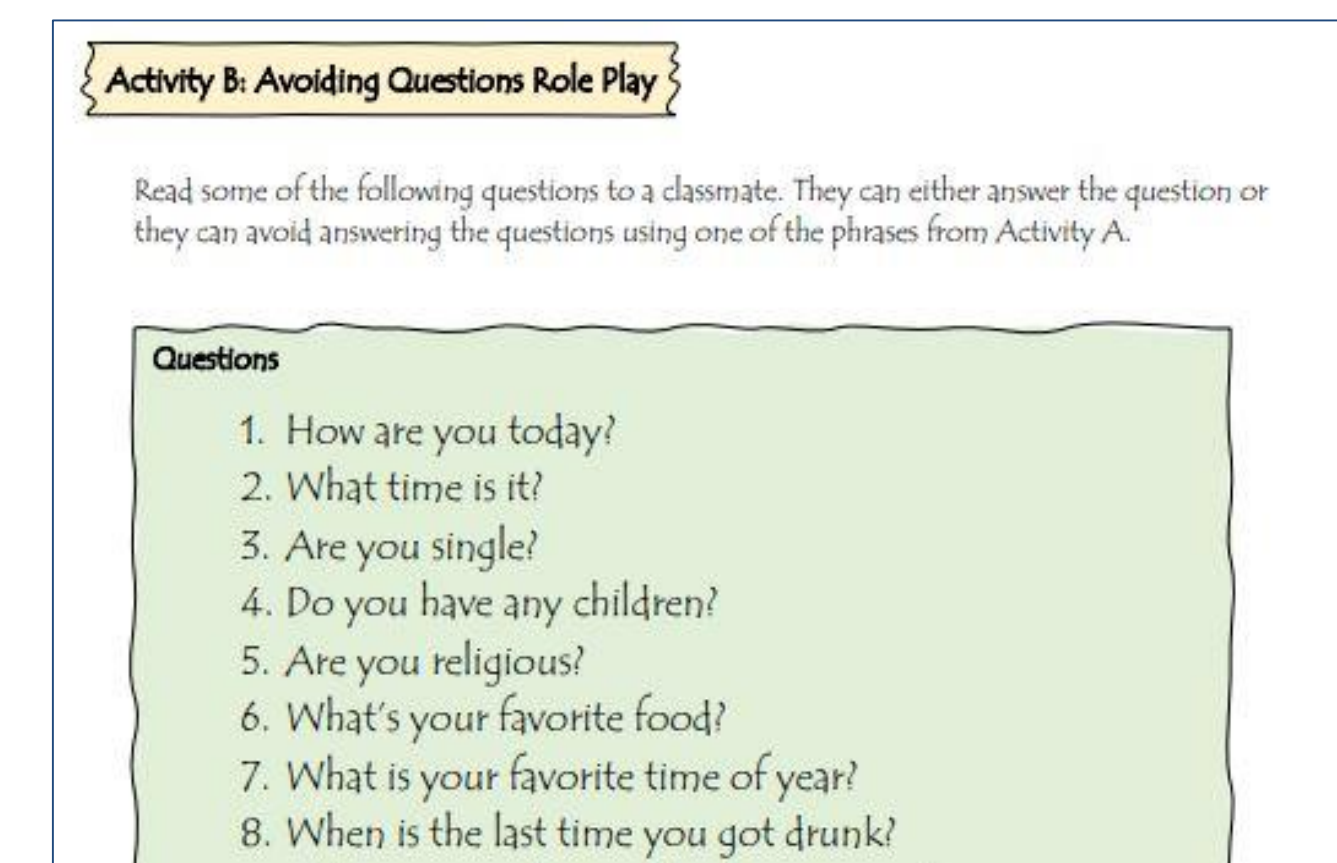 Activity B: Avoiding Questions Role Play
Read some of the following questions to a classmate. They can either answer the question or
they can avoid answering the questions using one of the phrases from Activity A.
Questions
1. How are you today?
2. What time is it?
3. Are you single?
4. Do you have any children?
5. Are you religious?
6. What's your favorite food?
7. What is your favorite time of year?
8. When is the last time you got drunk?